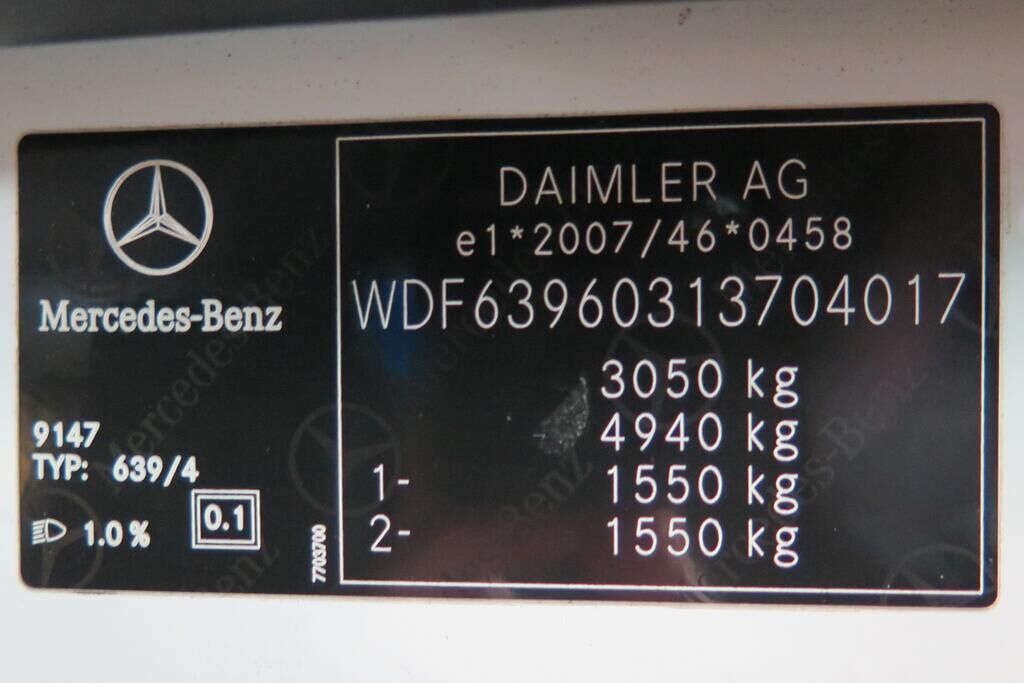 Mercedes-Benz
9147
TYP: 639/4
1.0 %
0.1
7703700
DAIMLER AG
e1*2007/46*0458
WDF63960313704017
3050 kg
4940 kg
1- 1550 kg
2- 1550 kg